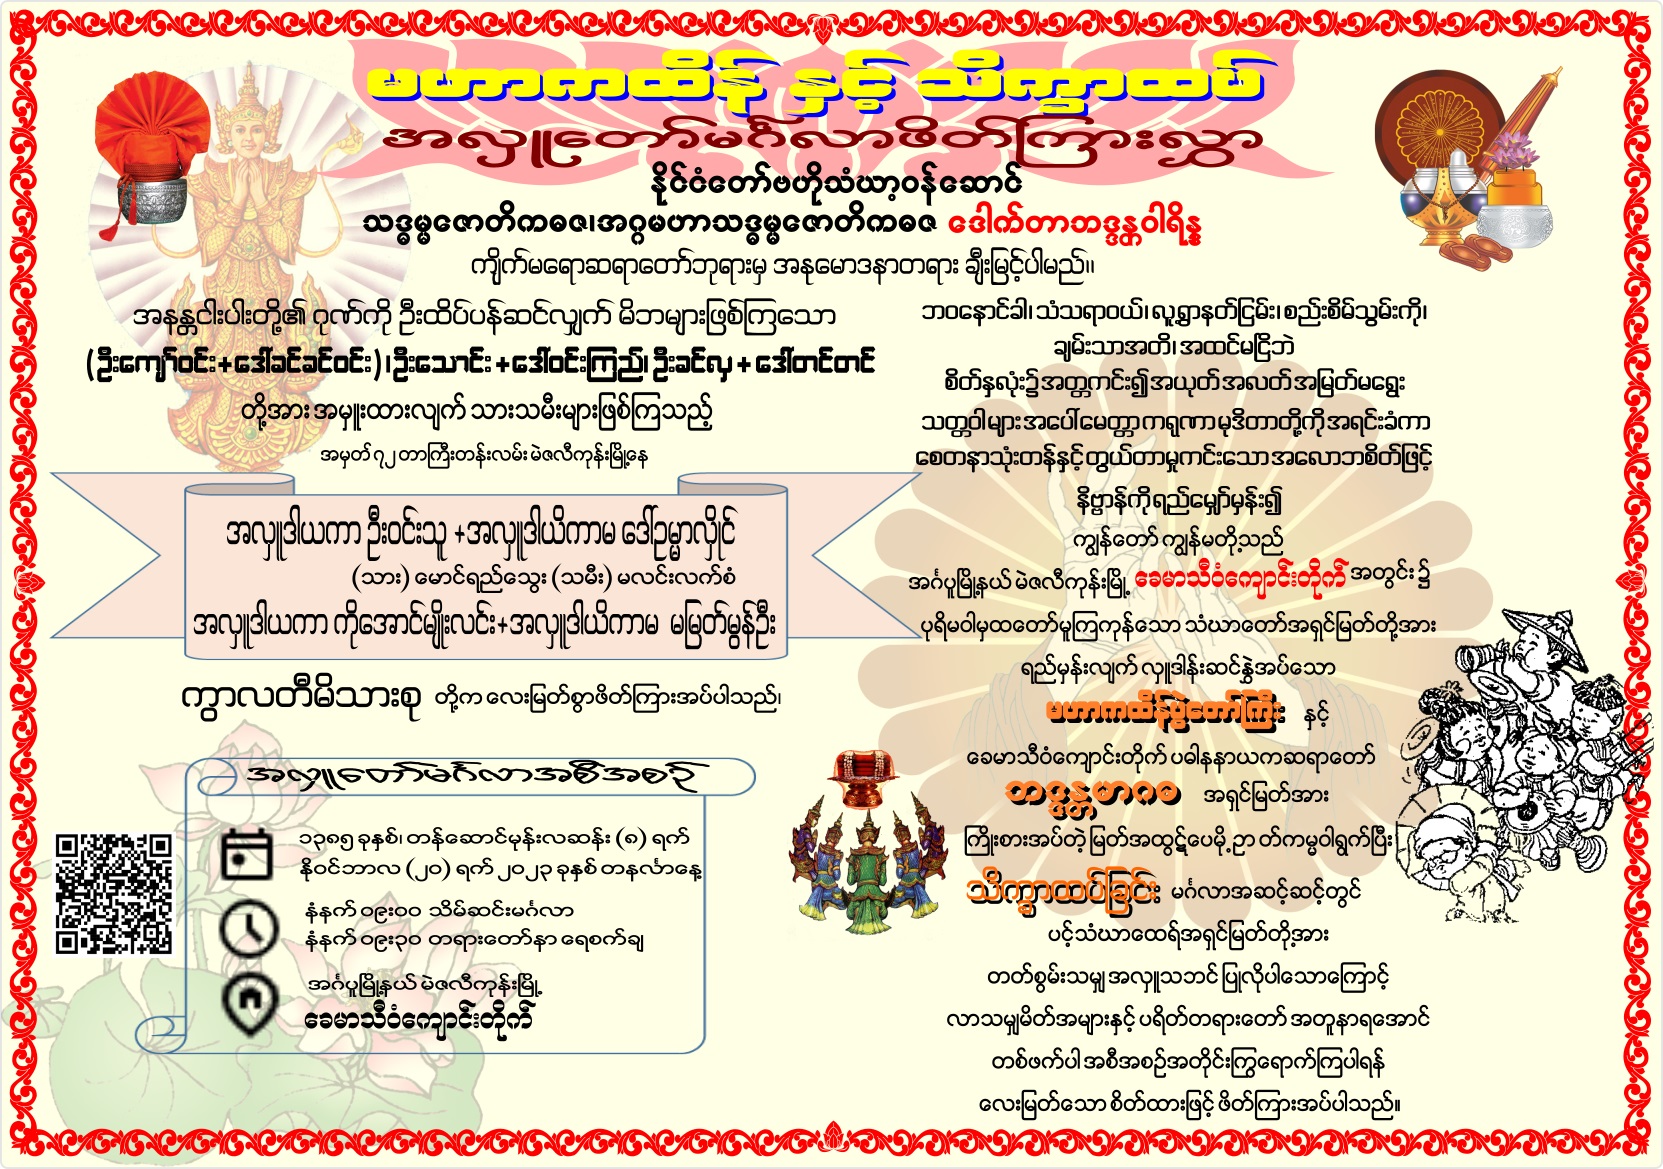 မဟာကထိန် နှင့် သိက္ခာထပ်
အလှူတော်မင်္ဂလာဖိတ်ကြားလွှာ
နိုင်ငံတော်ဗဟိုသံဃာ့ဝန်ဆောင်
သဒ္ဓမ္မဇောတိကဓဇ၊အဂ္ဂမဟာသဒ္ဓမ္မဇောတိကဓဇ ဒေါက်တာဘဒ္ဒန္တဝါရိန္ဒ
ကျိုက်မရောဆရာတော်ဘုရားမှ အနုမောဒနာတရား ချီးမြှင့်ပါမည်။
အနန္တငါးပါးတို့၏ ဂုဏ်ကို ဦးထိပ်ပန်ဆင်လျှက် မိဘများဖြစ်ကြသော
(ဦးကျော်ဝင်း+ဒေါ်ခင်ခင်ဝင်း)၊ဦးသောင်း+ဒေါ်ဝင်းကြည်၊ ဦးခင်လှ + ဒေါ်တင်တင်
တို့အား အမှူးထားလျက် သားသမီးများဖြစ်ကြသည့်
အမှတ် ၇၂ တာကြီးတန်းလမ်း မဲဇလီကုန်းမြို့နေ
အလှူဒါယကာ ဦးဝင်းသူ +အလှူဒါယိကာမ ဒေါ်ဥမ္မာလှိုင်
(သား) မောင်ရည်သွေး (သမီး) မလင်းလက်စံ
အလှူဒါယကာ ကိုအောင်မျိုးလင်း+အလှူဒါယိကာမ မမြတ်မွန်ဦး
ကွာလတီမိသားစု တို့က လေးမြတ်စွာဖိတ်ကြားအပ်ပါသည်၊
အလှူတော်မင်္ဂလာအစီအစဉ်
၁၃၈၅ ခုနှစ်၊ တန်ဆောင်မုန်းလဆန်း (၈) ရက်
နိုဝင်ဘာလ (၂၀) ရက် ၂၀၂၃ ခုနှစ် တနင်္လာနေ့
နံနက် ၀၉း၀၀ သိမ်ဆင်းမင်္ဂလာ
နံနက် ၀၉း၃၀ တရားတော်နာ ရေစက်ချ
အင်္ဂပူမြို့နယ် မဲဇလီကုန်းမြို့
ခေမာသီဝံကျောင်းတိုက်
ဘဝနောင်ခါ၊ သံသရာဝယ်၊ လူ့ရွာနတ်ငြမ်း၊ စည်းစိမ်သွမ်းကို၊
ချမ်းသာအတိ၊ အထင်မငြိဘဲ
စိတ်နှလုံး၌ အတ္တကင်း၍ အယုတ် အလတ် အမြတ်မရွေး
သတ္တဝါများ အပေါ် မေတ္တာ ကရုဏာ မုဒိတာတို့ကို အရင်းခံကာ
စေတနာသုံးတန်နှင့် တွယ်တာမှုကင်းသော အလောဘစိတ်ဖြင့်
နိဗ္ဗာန်ကိုရည်မျှော်မှန်း၍
ကျွန်တော် ကျွန်မတို့သည်
အင်္ဂပူမြို့နယ် မဲဇလီကုန်းမြို့ ခေမာသီဝံကျောင်းတိုက် အတွင်း ၌
ပုရိမဝါမှထတော်မူကြကုန်သော သံဃာတော်အရှင်မြတ်တို့အား
ရည်မှန်းလျက် လှူဒါန်းဆင်နွှဲအပ်သော
မဟာကထိန်ပွဲတော်ကြီး နှင့်
ခေမာသီဝံကျောင်းတိုက် ပဓါနနာယကဆရာတော်
ဘဒ္ဒန္တမာဂဓ အရှင်မြတ်အား
ကြိုးစားအပ်တဲ့ မြတ်အထွဋ်ပေမို့ ဉာတ်ကမ္မဝါရွက်ပြီး
သိက္ခာထပ်ခြင်း မင်္ဂလာအဆင့်ဆင့်တွင်
ပင့်သံဃာထေရ်အရှင်မြတ်တို့အား
တတ်စွမ်းသမျှ အလှူသဘင် ပြုလိုပါသောကြောင့်
လာသမျှမိတ်အများနှင့် ပရိတ်တရားတော် အတူနာရအောင်
တစ်ဖက်ပါ အစီအစဉ်အတိုင်းကြွရောက်ကြပါရန်
လေးမြတ်သော စိတ်ထားဖြင့် ဖိတ်ကြားအပ်ပါသည်။